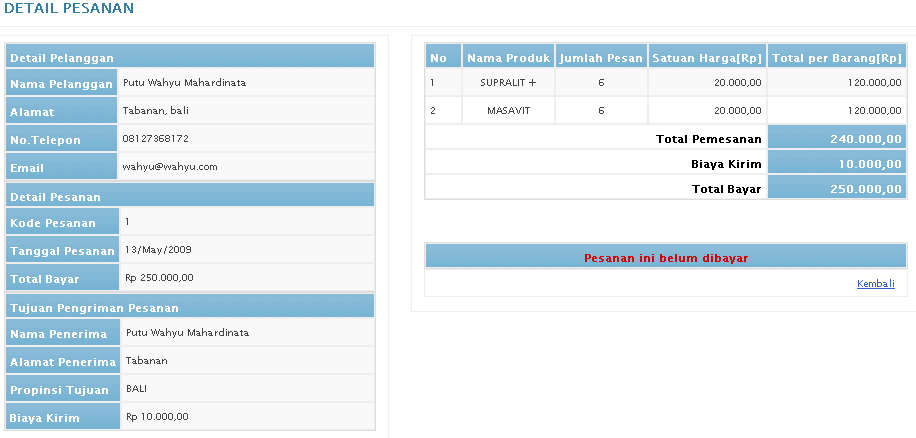 DETAIL PESANAN
Detail Pelanggan
Nama Pelanggan Putu Wahyu Mahardinata
Alamat Tabanan, bali
No.Telepon 08127368172
Email wahyu@wahyu.com
Detail Pesanan
Kode Pesanan 1
Tanggal Pesanan 13/May/2009
Total Bayar Rp 250.000,00
Tujuan Pengriman Pesanan
Nama Penerima Putu Wahyu Mahardinata
Alamat Penerima Tabanan
Propinsi Tujuan BALI
Biaya Kirim Rp 10.000,00
No Nama Produk Jumlah Pesan Satuan Harga[Rp] Total per Barang[Rp]
1 SUPRALIT + 6 20.000,00 120.000,00
2 MASAVIT 6 20.000,00 120.000,00
Total Pemesanan 240.000,00
Biaya Kirim 10.000,00
Total Bayar 250.000,00
Pesanan ini belum dibayar
Kembali